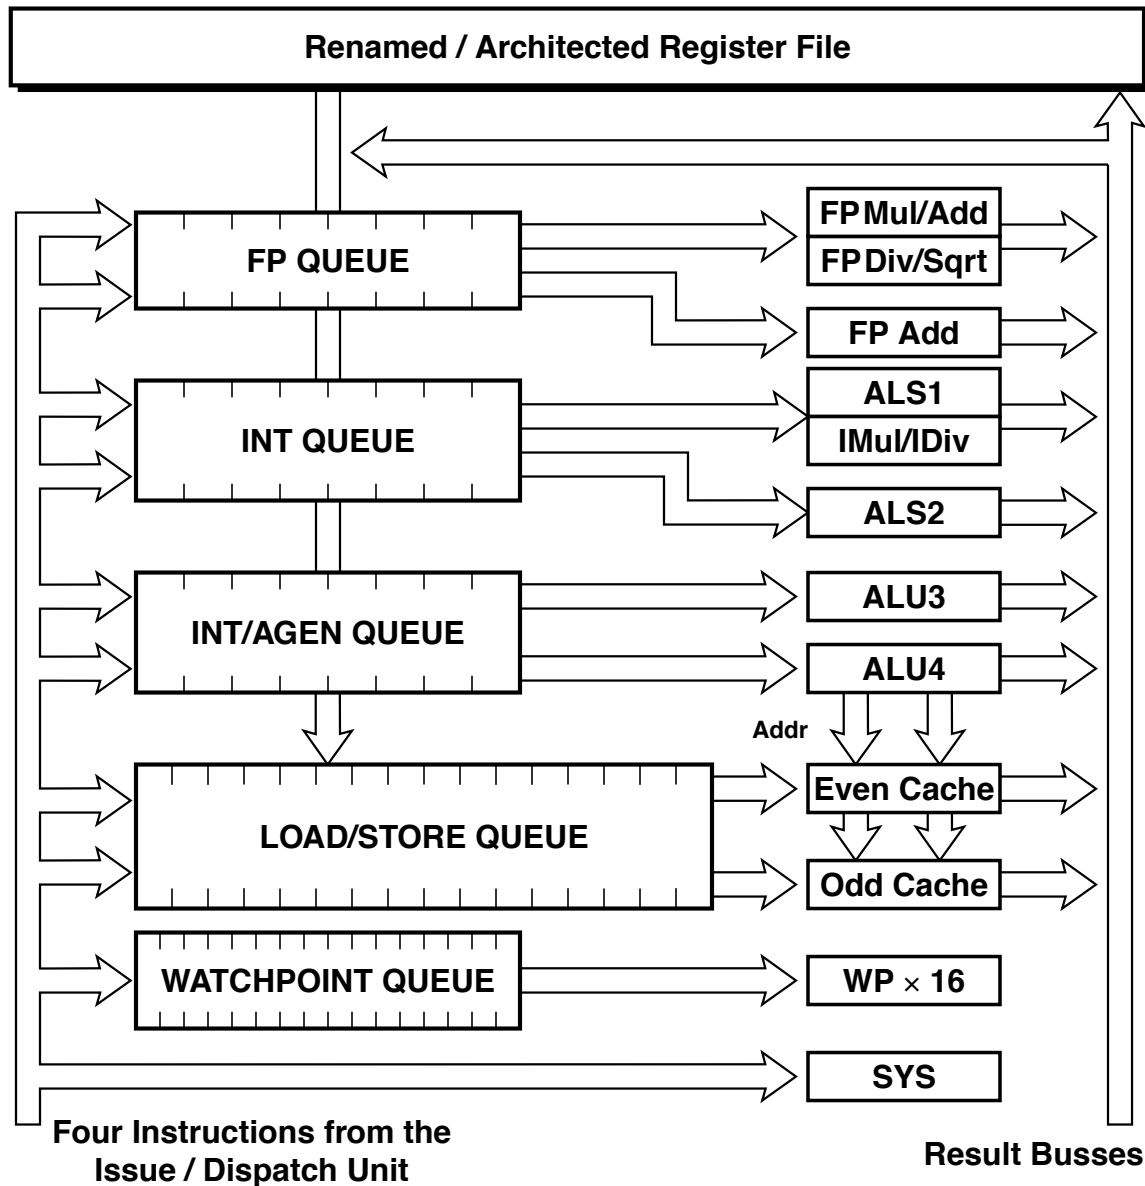 Renamed / Architected Register File
FP Mul/Add
FP QUEUE
FP Div/Sqrt
FP Add
ALS1
INT QUEUE
IMul/IDiv
ALS2
ALU3
INT/AGEN QUEUE
ALU4
Addr
Even Cache
LOAD/STORE QUEUE
Odd Cache
WATCHPOINT QUEUE
WP × 16
SYS
Four Instructions from the
Issue / Dispatch Unit
Result Busses